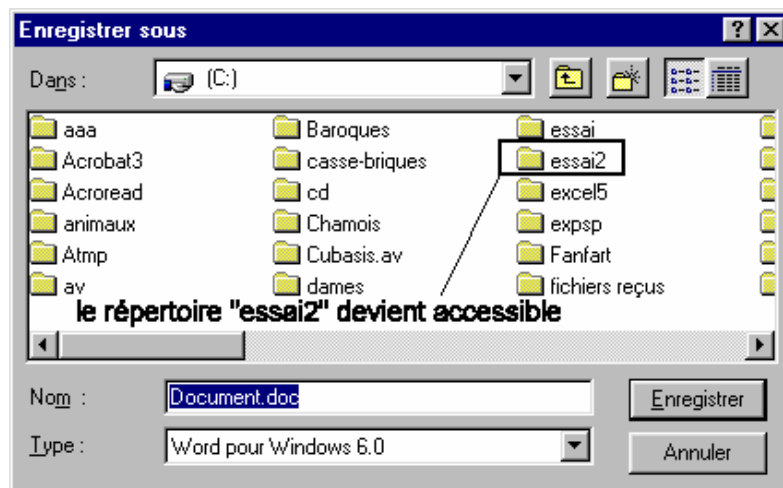 Enregistrer sous
Dans : (C:)
aaa Baroques essai
Acrobat3 casse-briques essai2
Acroread cd excel5
animaux Chamois expsp
Atmp Cubasis.av Fanfart
av dames fichiers reçus
le répertoire "essai2" devient accessible
Nom : Document.doc Enregistrer
Type : Word pour Windows 6.0 Annuler